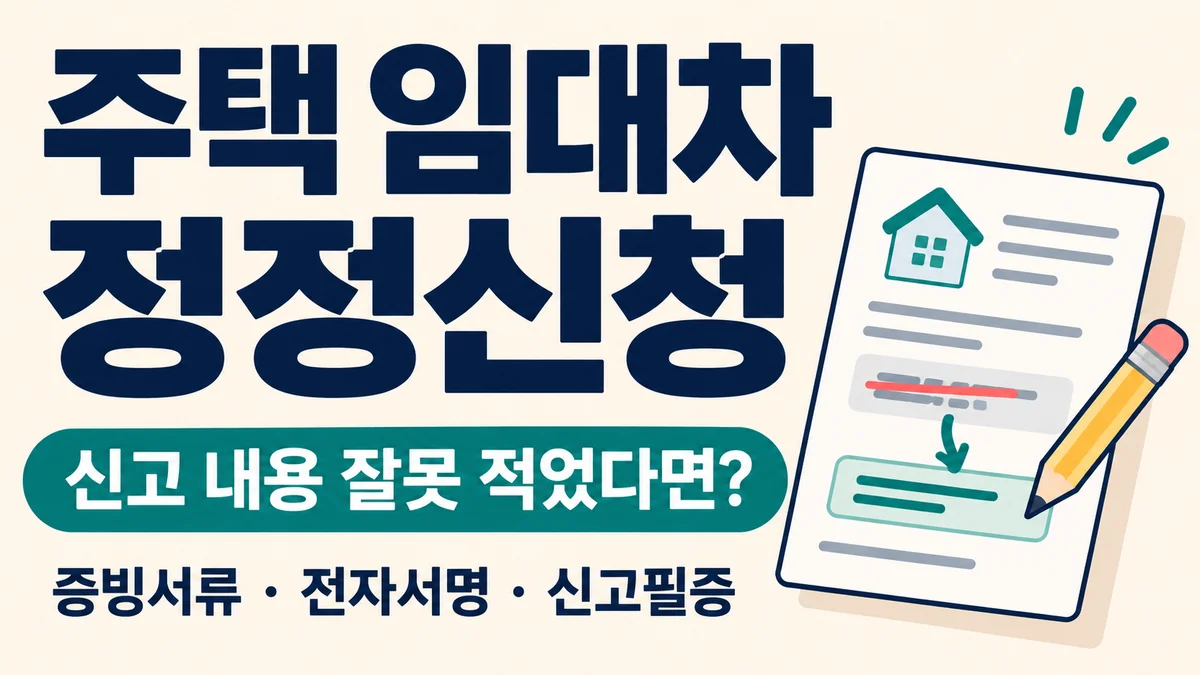 주택 임대차
정정신청
신고 내용 잘못 적었다면?
증빙서류 · 전자서명 · 신고필증